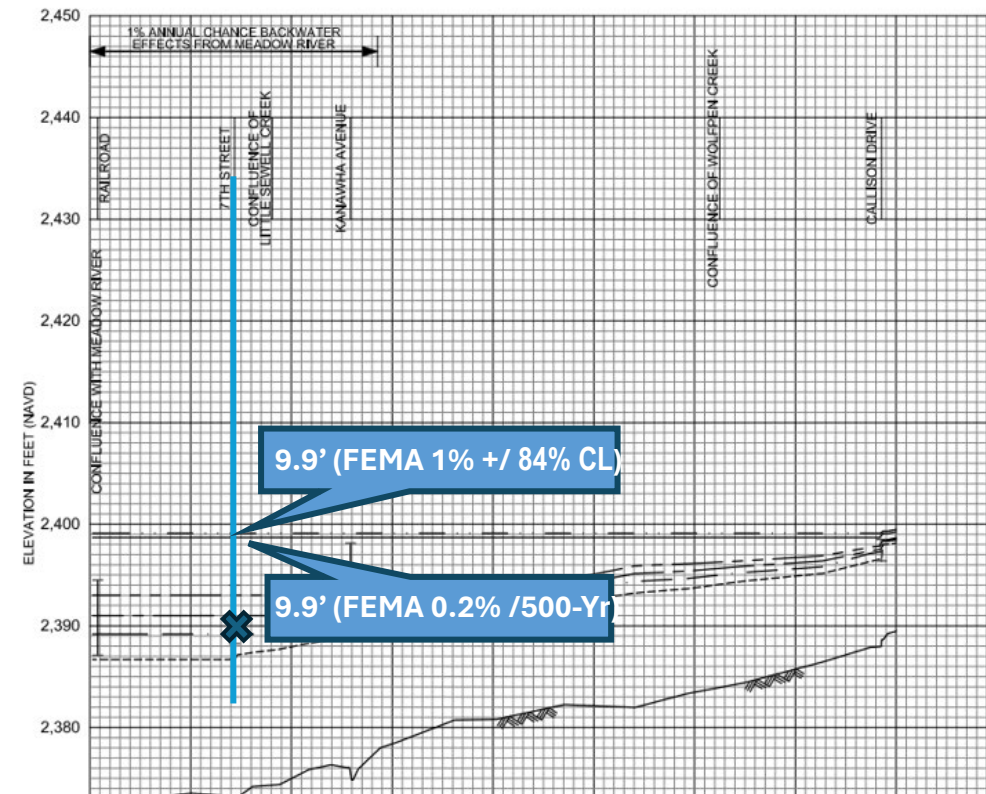 2,450
1% ANNUAL CHANCE BACKWATER
EFFECTS FROM MEADOW RIVER
2,440
RAILROAD
7TH STREET
CONFLUENCE OF
LITTLE SEWELL CREEK
KANAWHA AVENUE
CONFLUENCE OF WOLFPEN CREEK
CALLISON DRIVE
2,430
CONFLUENCE WITH MEADOW RIVER
2,420
ELEVATION IN FEET (NAVD)
2,410
9.9’ (FEMA 1% +/ 84% CL)
2,400
9.9’ (FEMA 0.2% /500-Yr)
2,390
2,380